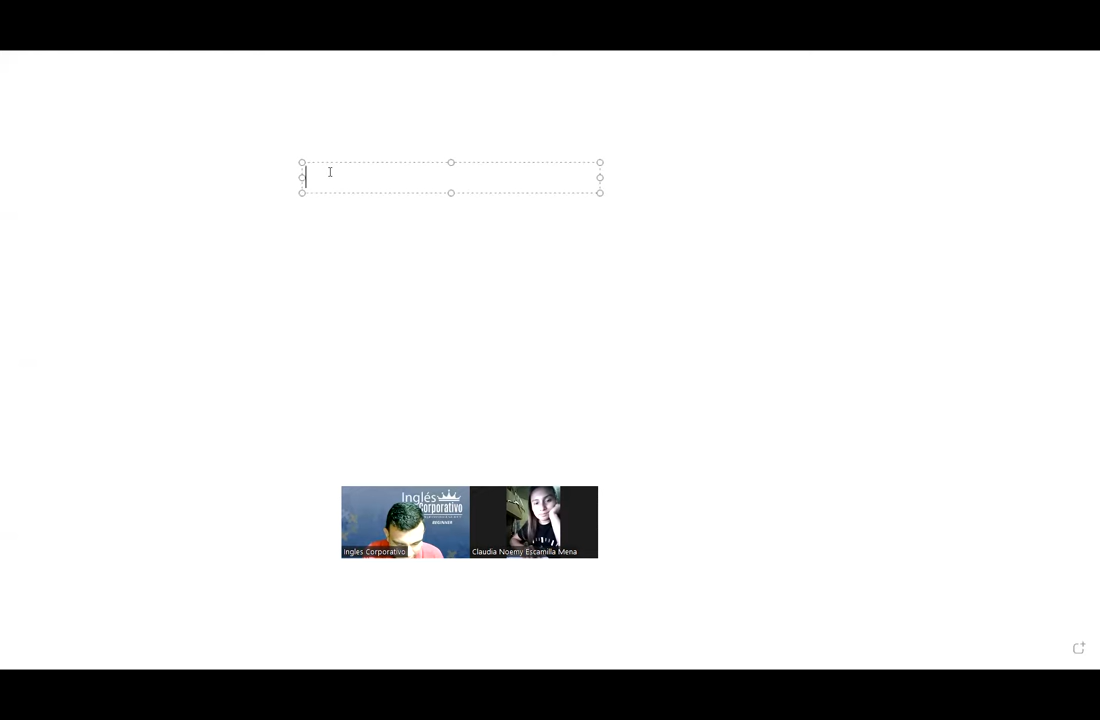 Inglés
Corporativo
BEGINNER
Ingles Corporativo
Claudia Noemy Escamilla Mena